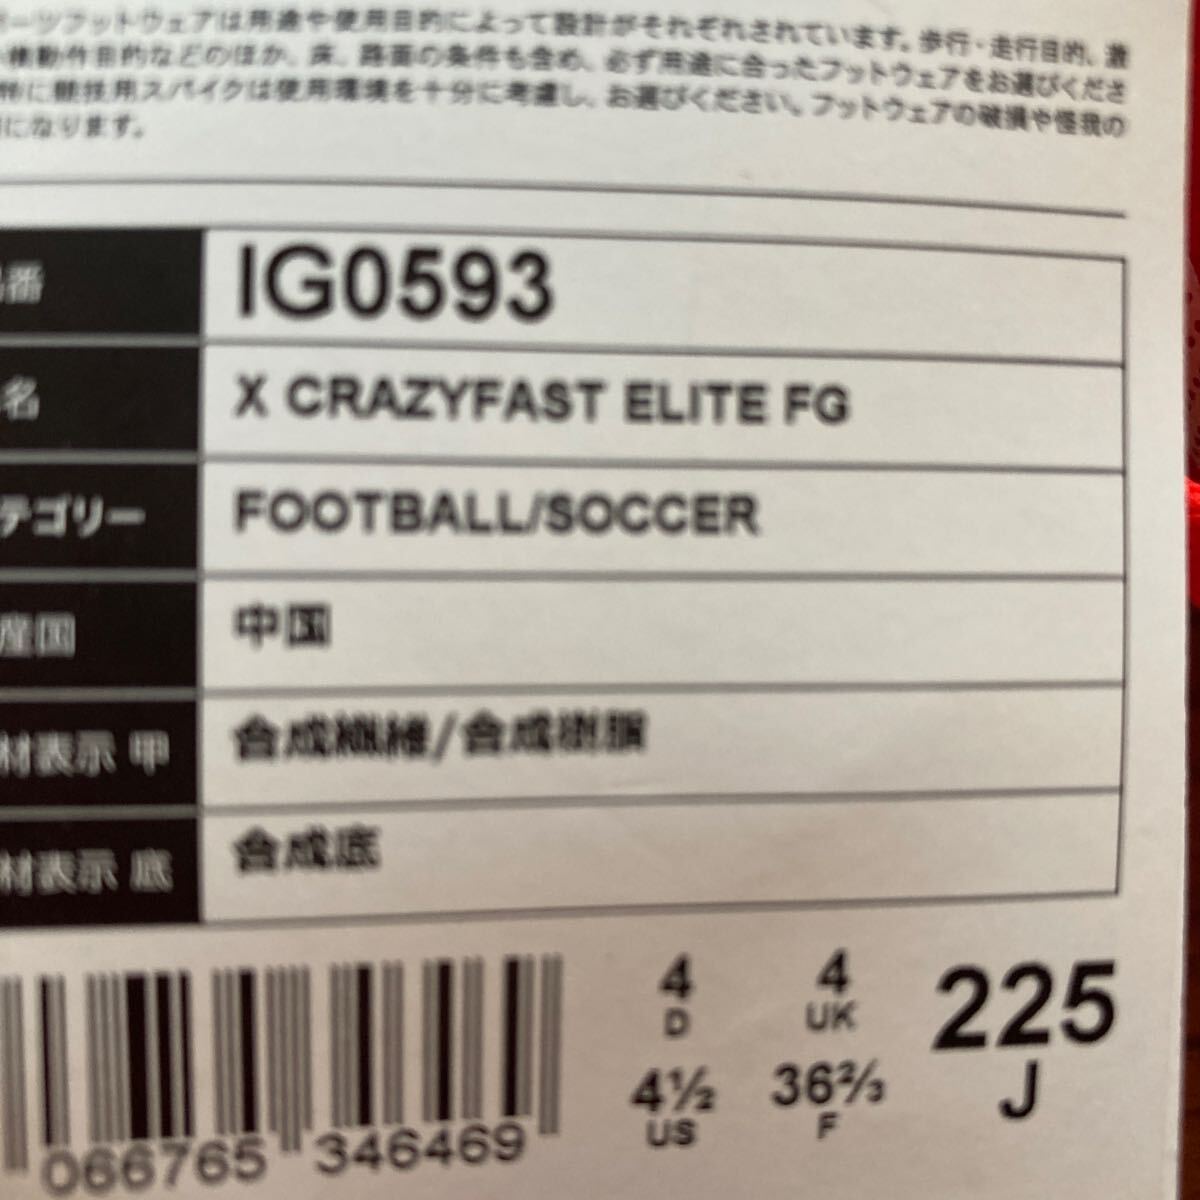 ーツフットウェアは用途や使用目的によって設計がそれぞれされています。歩行・走行目的、激
機動作目的などのほか、床、路面の条件も含め、必ず用途に合ったフットウェアをお選びくださ
特に競技用スパイクは使用環境を十分に考慮し、お選びください。フットウェアの破損や怪我の
になります。
品番 IG0593
名 X CRAZYFAST ELITE FG
テゴリー FOOTBALL/SOCCER
産国 中国
材表示 甲 合成繊維/合成樹脂
材表示 底 合成底
4 D 4 UK 225 J
4½ US 36⅔ F
066765 346469